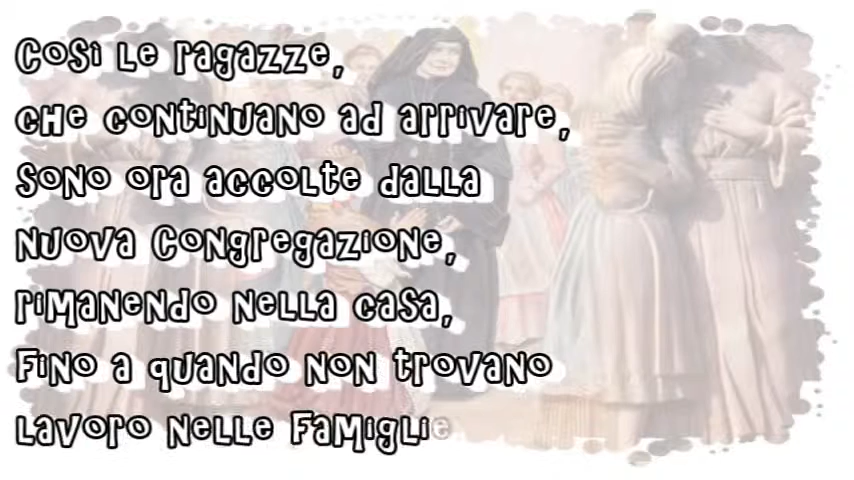 Così le ragazze,
che continuano ad arrivare,
sono ora accolte dalla
nuova Congregazione,
rimanendo nella casa,
fino a quando non trovano
lavoro nelle famiglie